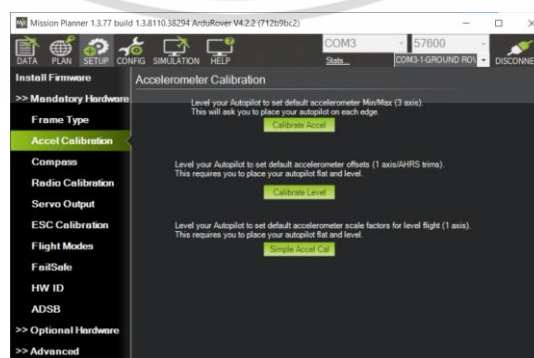 Mission Planner 1.3.77 build 1.3.8110.38294 ArduRover V4.2.2 (712b9bc2)
DATA PLAN SETUP CONFIG SIMULATION HELP
COM3 57600
Stats... COM3-1-GROUND ROV DISCONNE
Install Firmware
>> Mandatory Hardware
Frame Type
Accel Calibration
Compass
Radio Calibration
Servo Output
ESC Calibration
Flight Modes
FailSafe
HW ID
ADSB
>> Optional Hardware
>> Advanced
Accelerometer Calibration
Level your Autopilot to set default accelerometer Min/Max (3 axis).
This will ask you to place your autopilot on each edge.
Calibrate Accel
Level your Autopilot to set default accelerometer offsets (1 axis/AHRS trims).
This requires you to place your autopilot flat and level.
Calibrate Level
Level your Autopilot to set default accelerometer scale factors for level flight (1 axis).
This requires you to place your autopilot flat and level.
Simple Accel Cal